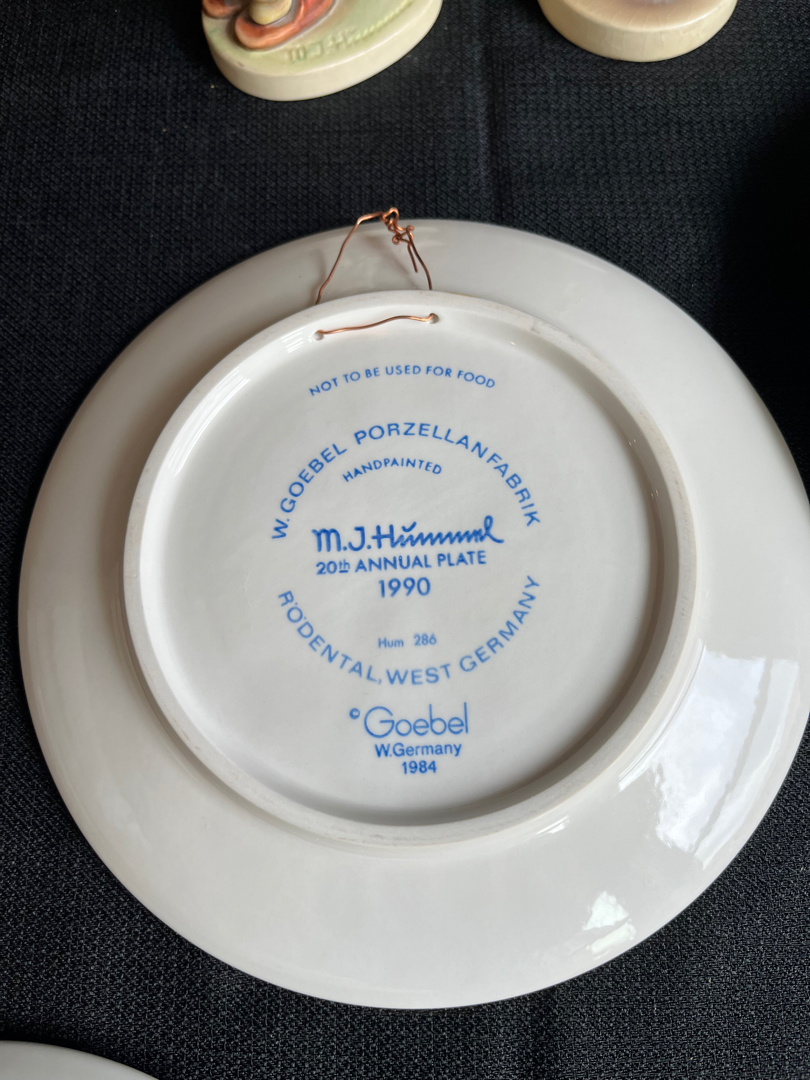 M.J.Hummel
NOT TO BE USED FOR FOOD
W. GOEBEL PORZELLANFABRIK
HANDPAINTED
M.J.Hŭmmel
20th ANNUAL PLATE
1990
Hum 286
RÖDENTAL, WEST GERMANY
© Goebel
W.Germany
1984